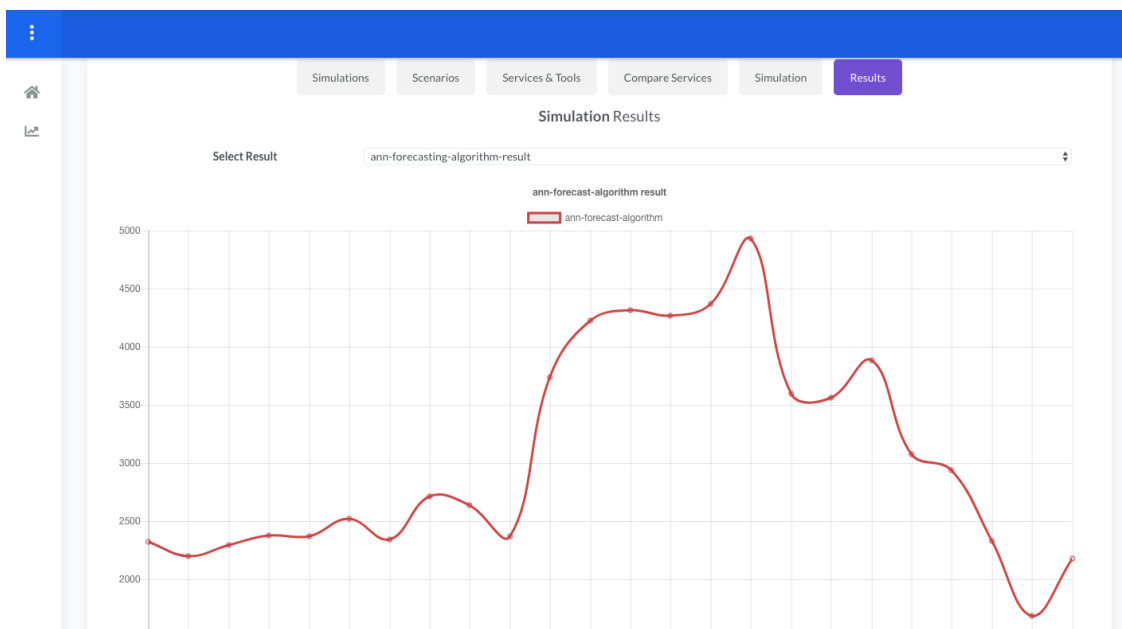 Simulations Scenarios Services & Tools Compare Services Simulation Results
Simulation Results
Select Result ann-forecasting-algorithm-result
ann-forecast-algorithm result
ann-forecast-algorithm
5000
4500
4000
3500
3000
2500
2000